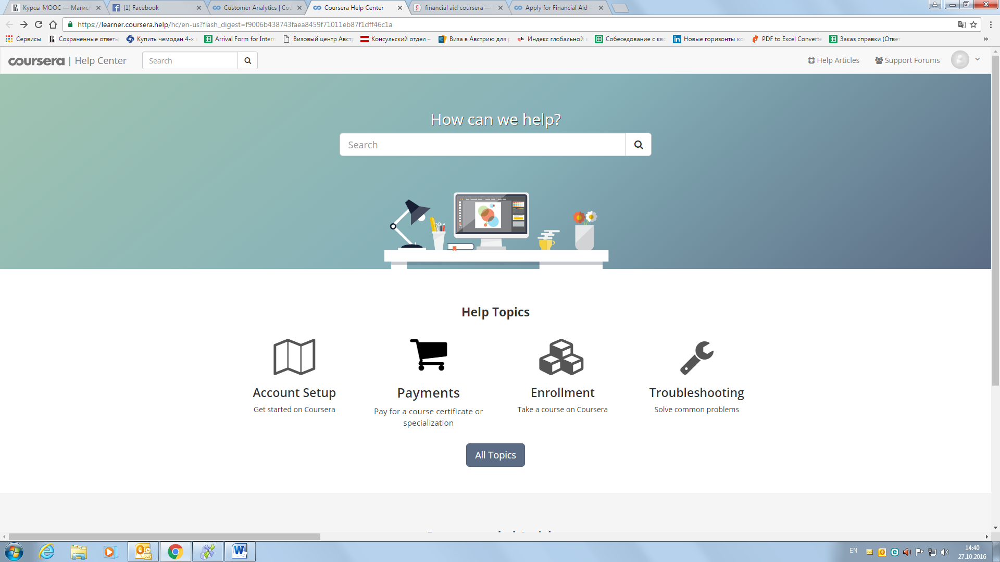 Курсы МООС — Магист
(1) Facebook
Customer Analytics | Cou
Coursera Help Center
financial aid coursera —
Apply for Financial Aid –
https://learner.coursera.help/hc/en-us?flash_digest=f9006b438743faea8459f71011eb87f1dff46c1a
Сервисы
Сохраненные ответы
Купить чемодан 4-х к
Arrival Form for Intern
Визовый центр Авст
Консульский отдел –
Виза в Австрию для
Индекс глобальной к
Собеседование с кво
Новые горизонты ко
PDF to Excel Converte
Заказ справки (Ответ
»
coursera | Help Center
Search
Help Articles
Support Forums
How can we help?
Search
Help Topics
Account Setup
Get started on Coursera
Payments
Pay for a course certificate or
specialization
Enrollment
Take a course on Coursera
Troubleshooting
Solve common problems
All Topics
EN
14:40
27.10.2016